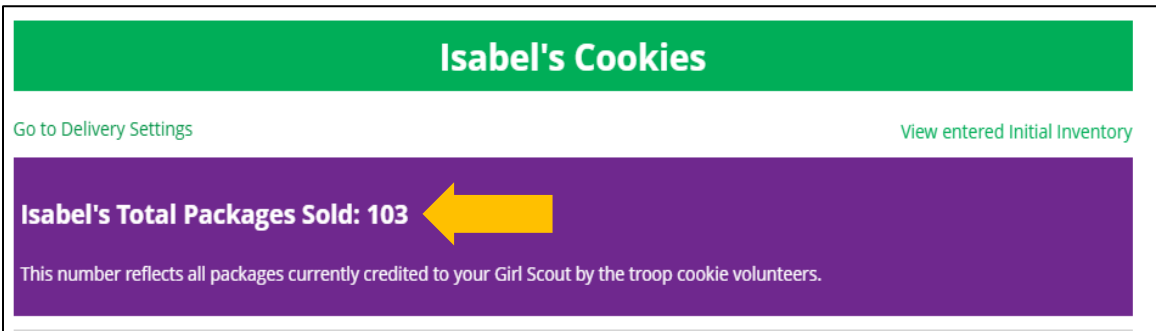 Isabel's Cookies
Go to Delivery Settings
View entered Initial Inventory
Isabel's Total Packages Sold: 103
This number reflects all packages currently credited to your Girl Scout by the troop cookie volunteers.